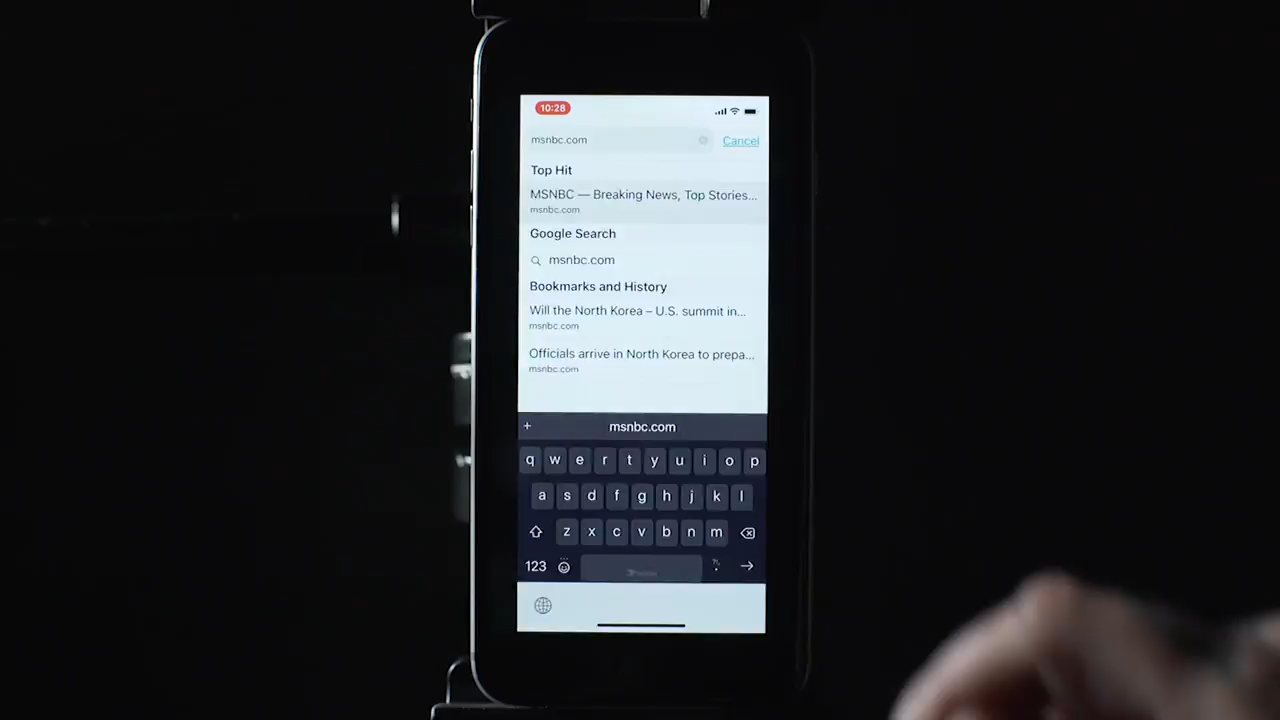 10:28
msnbc.com
Cancel
Top Hit
MSNBC — Breaking News, Top Stories...
msnbc.com
Google Search
msnbc.com
Bookmarks and History
Will the North Korea – U.S. summit in...
msnbc.com
Officials arrive in North Korea to prepa...
msnbc.com
+ msnbc.com
q w e r t y u i o p
a s d f g h j k l
z x c v b n m
123